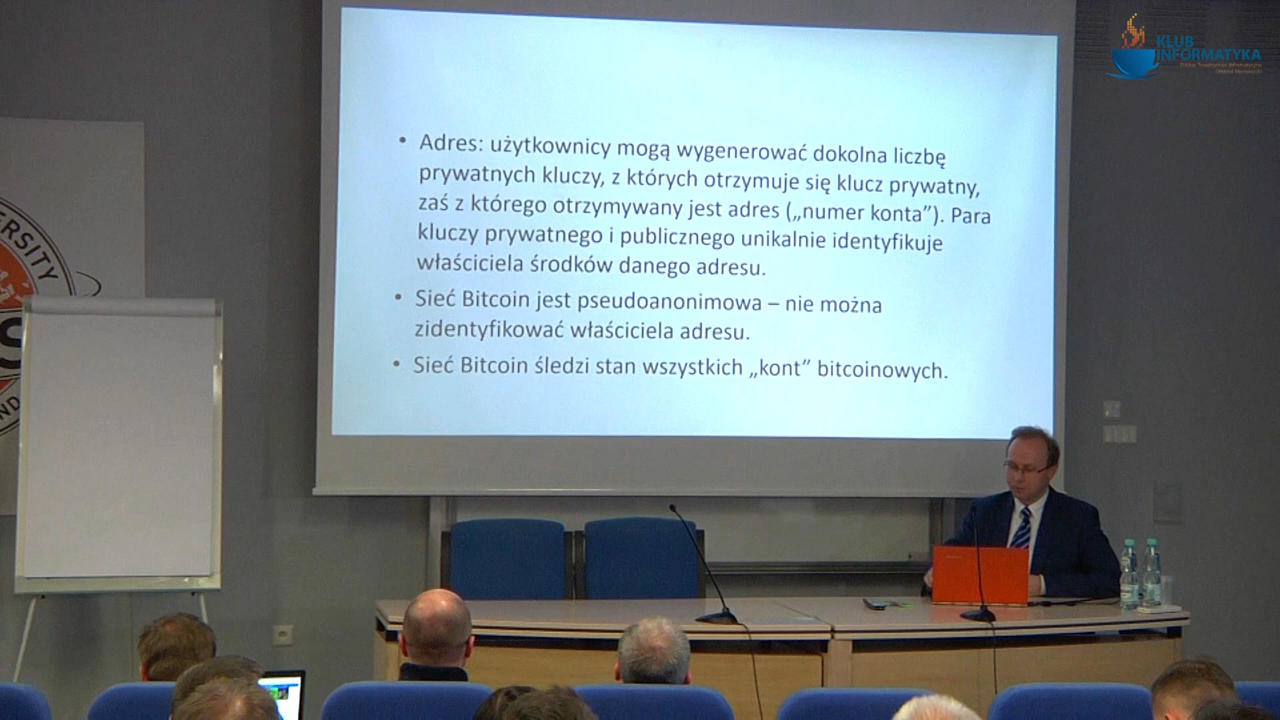 KLUB
INFORMATYKA
• Adres: użytkownicy mogą wygenerować dokolna liczbę
prywatnych kluczy, z których otrzymuje się klucz prywatny,
zaś z którego otrzymywany jest adres („numer konta”). Para
kluczy prywatnego i publicznego unikalnie identyfikuje
właściciela środków danego adresu.
• Sieć Bitcoin jest pseudoanonimowa – nie można
zidentyfikować właściciela adresu.
• Sieć Bitcoin śledzi stan wszystkich „kont” bitcoinowych.
ERSITY